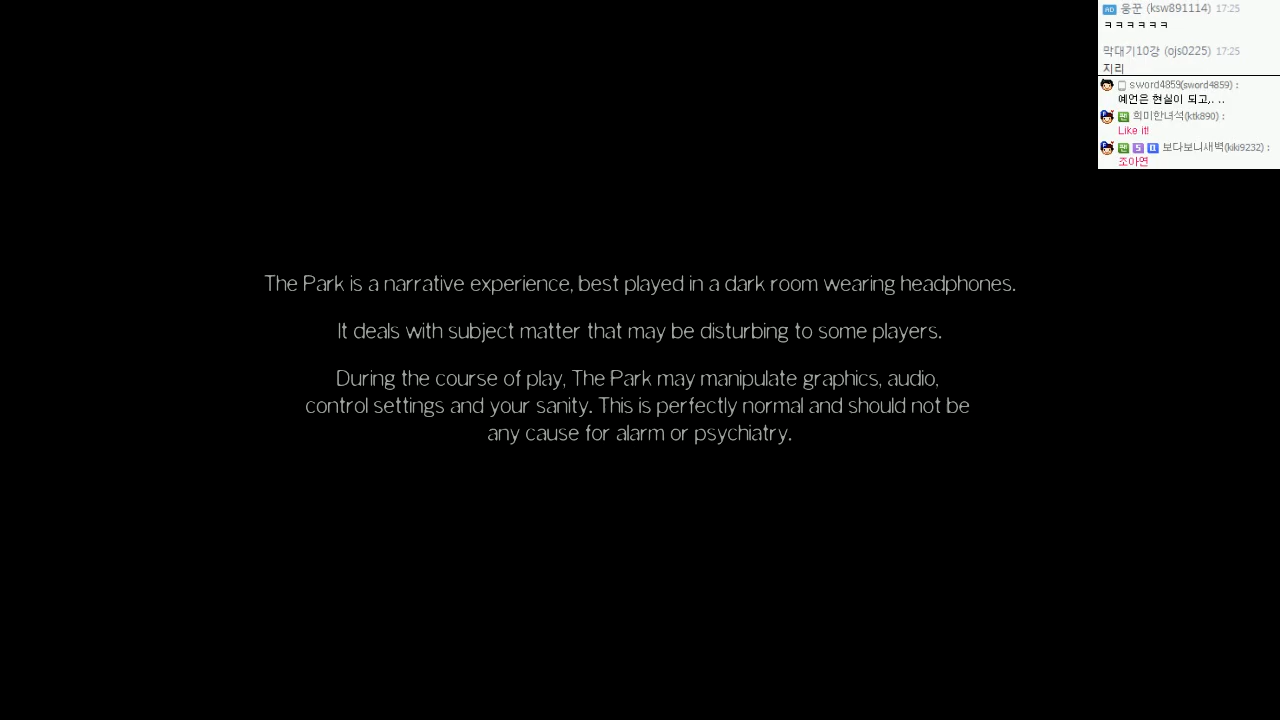 AD 웅꾼 (ksw891114) 17:25
ㅋㅋㅋㅋㅋㅋ
막대기10강 (ojs0225) 17:25
지리
sword4859(sword4859) :
예언은 현실이 되고,. ..
팬 희미한녀석(ktk890) :
Like it!
팬 S 보다보니새벽(kiki9232) :
조아연
The Park is a narrative experience, best played in a dark room wearing headphones.
It deals with subject matter that may be disturbing to some players.
During the course of play, The Park may manipulate graphics, audio,
control settings and your sanity. This is perfectly normal and should not be
any cause for alarm or psychiatry.